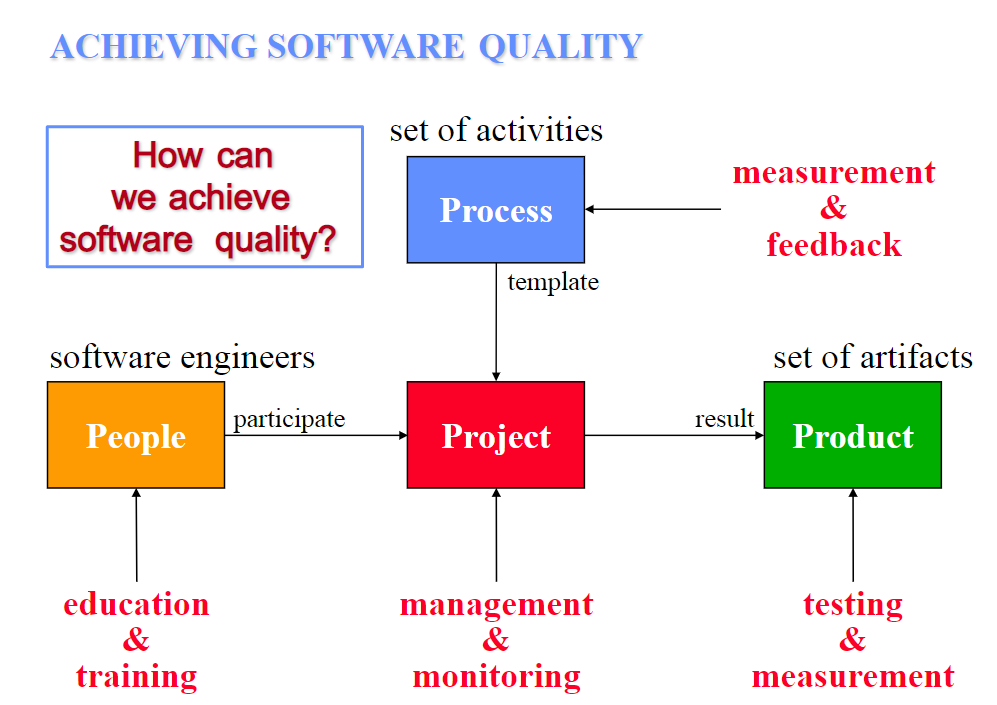 ACHIEVING SOFTWARE QUALITY
How can
we achieve
software quality?
set of activities
Process
measurement
&
feedback
template
software engineers
People
participate
Project
result
set of artifacts
Product
education
&
training
management
&
monitoring
testing
&
measurement